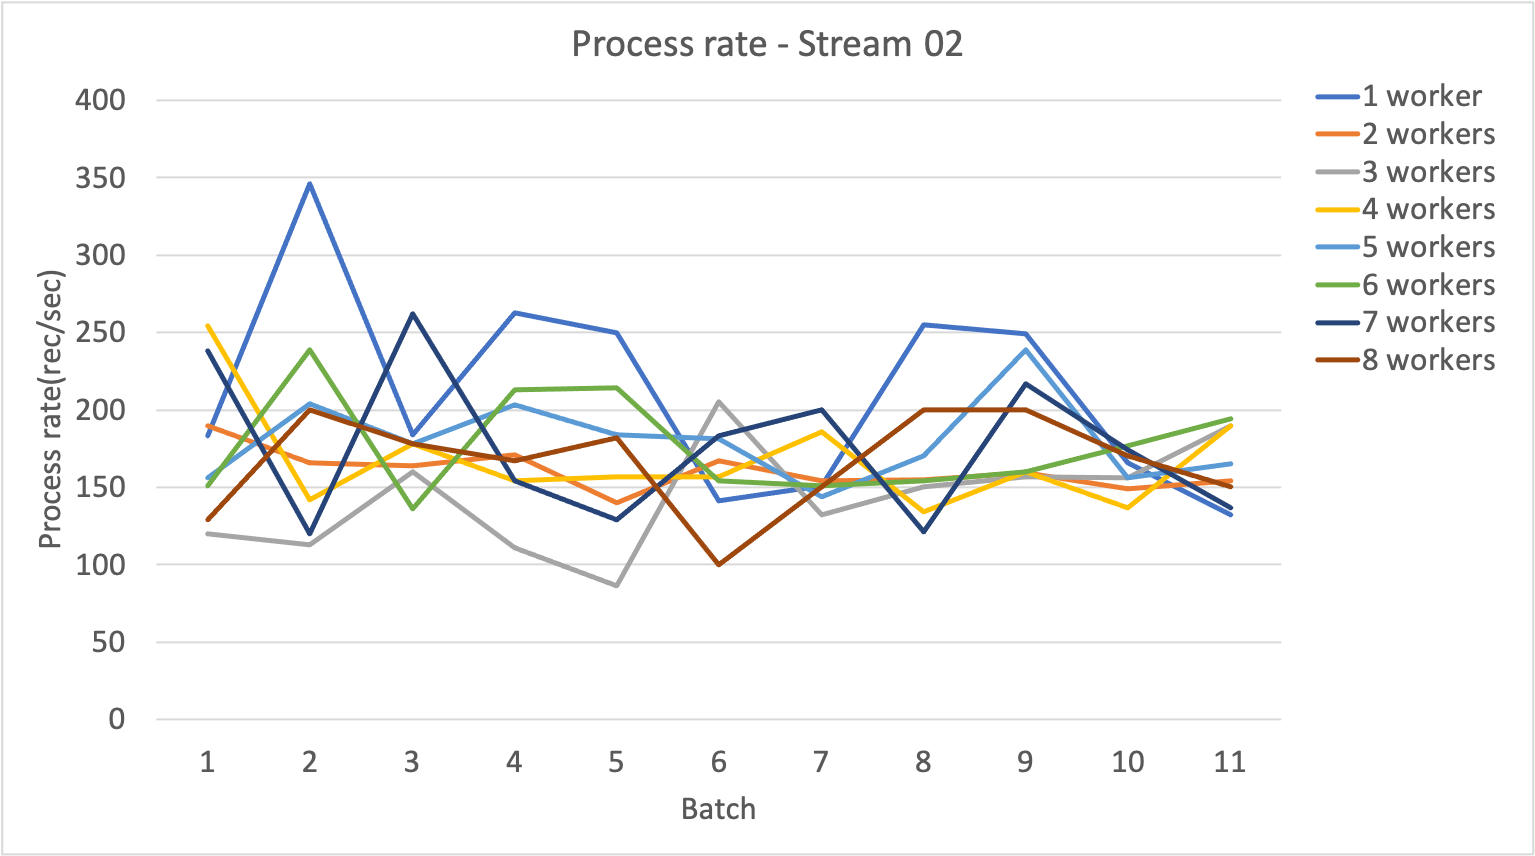 Process rate - Stream 02
400
350
300
250
200
150
100
50
0
Process rate(rec/sec)
1 2 3 4 5 6 7 8 9 10 11
Batch
1 worker
2 workers
3 workers
4 workers
5 workers
6 workers
7 workers
8 workers